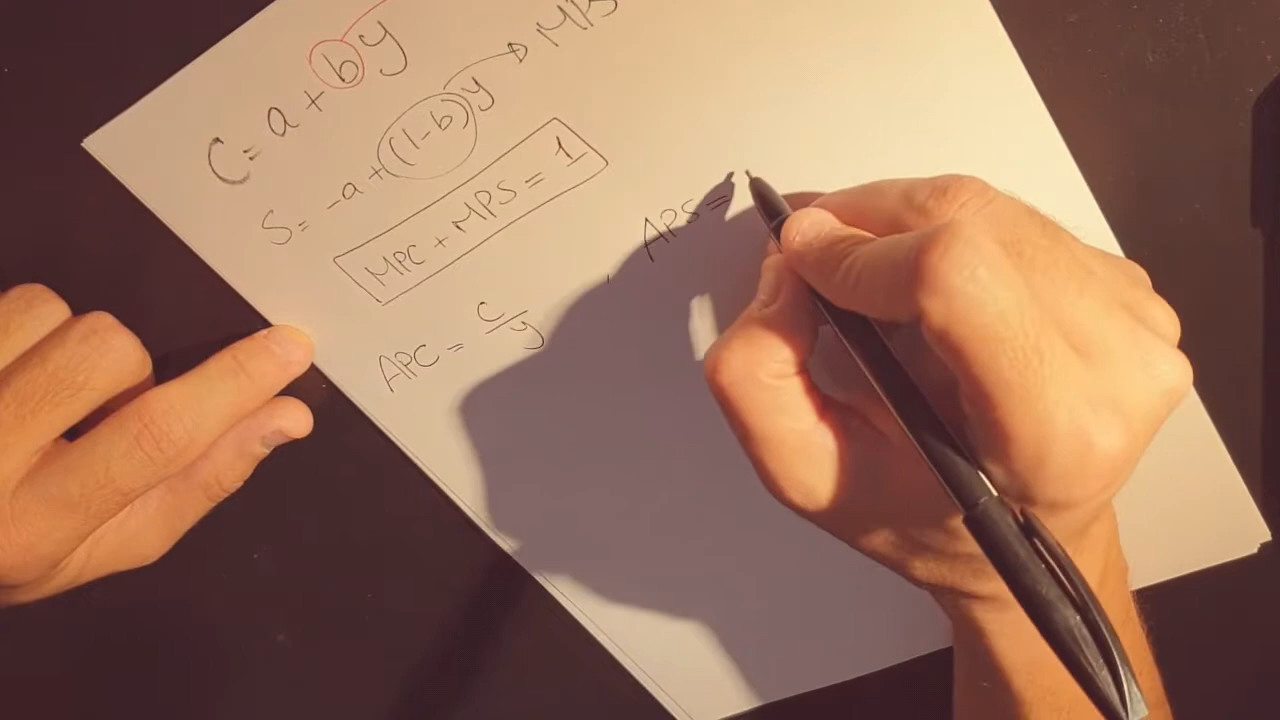 C = a + by
S = -a + (1-b)y → MPS
MPC + MPS = 1
APC = C/y , APS =